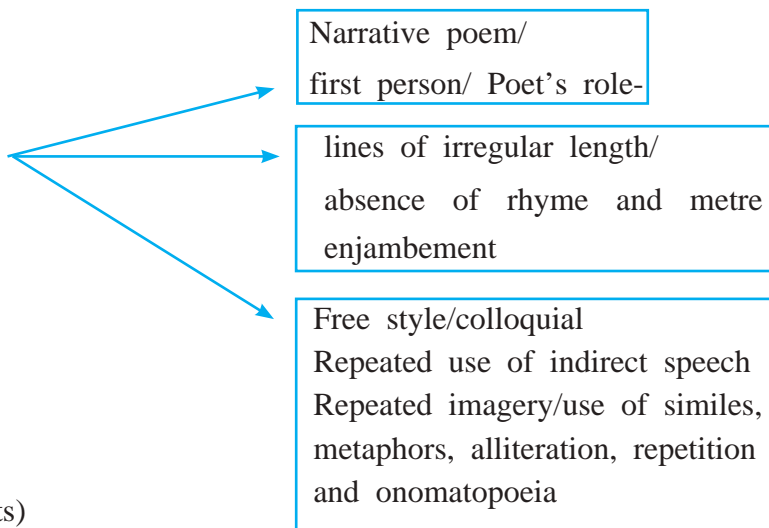 Narrative poem/
first person/ Poet's role-
lines of irregular length/
absence of rhyme and metre
enjambement
Free style/colloquial
Repeated use of indirect speech
Repeated imagery/use of similes,
metaphors, alliteration, repetition
and onomatopoeia
ts)